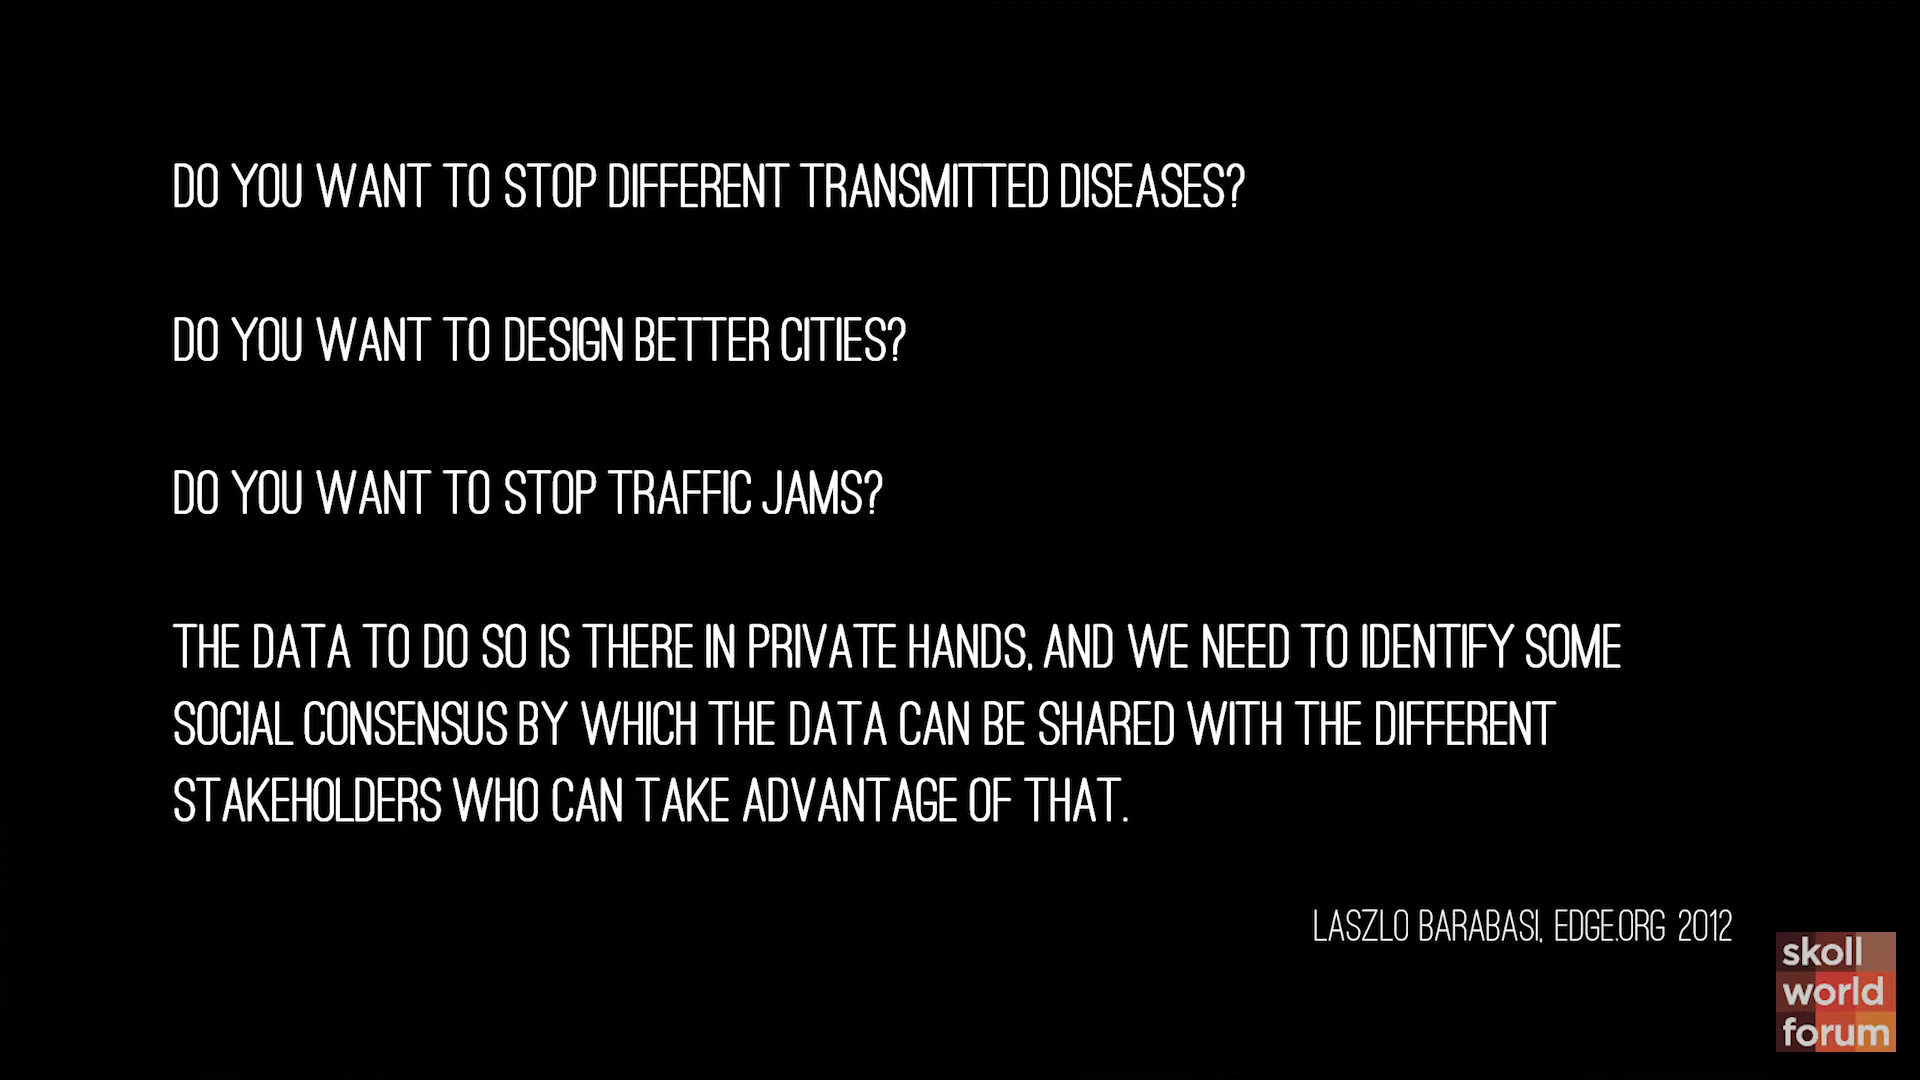 DO YOU WANT TO STOP DIFFERENT TRANSMITTED DISEASES?
DO YOU WANT TO DESIGN BETTER CITIES?
DO YOU WANT TO STOP TRAFFIC JAMS?
THE DATA TO DO SO IS THERE IN PRIVATE HANDS, AND WE NEED TO IDENTIFY SOME
SOCIAL CONSENSUS BY WHICH THE DATA CAN BE SHARED WITH THE DIFFERENT
STAKEHOLDERS WHO CAN TAKE ADVANTAGE OF THAT.
LASZLO BARABASI, EDGE.ORG 2012
skoll
world
forum